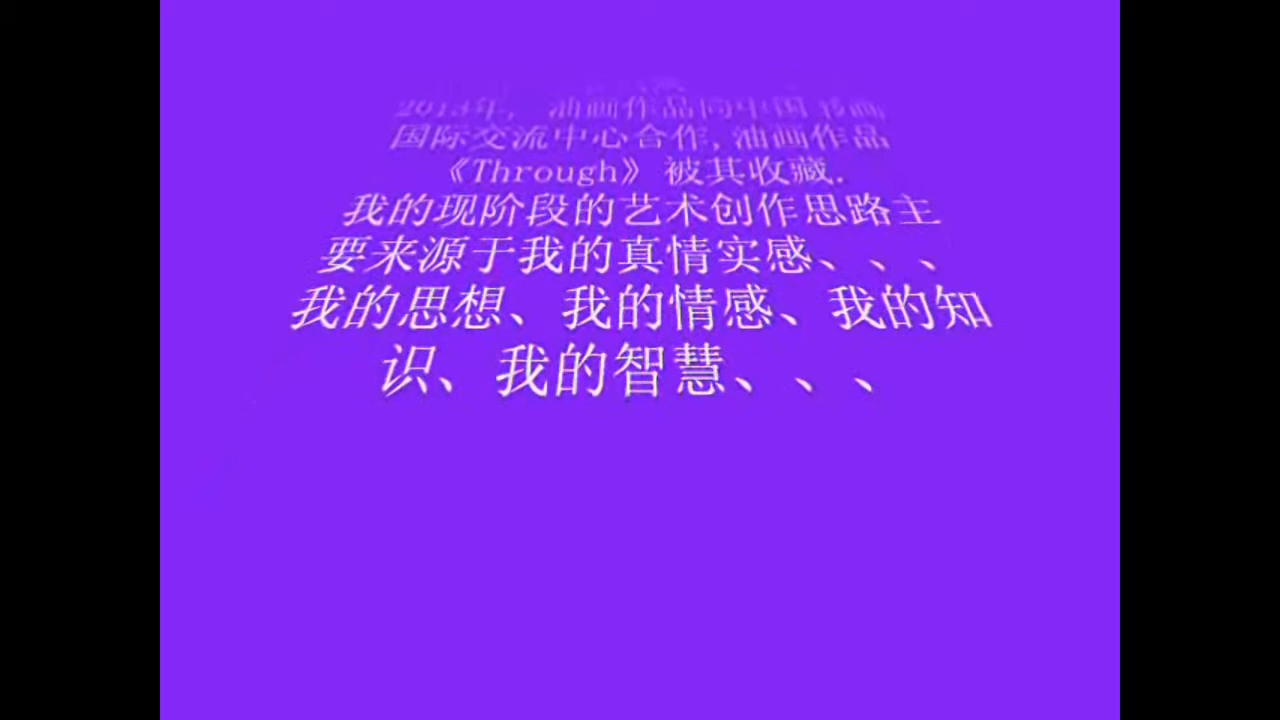 2013年, 油画作品同中国书画
国际交流中心合作, 油画作品
《Through》 被其收藏.
我的现阶段的艺术创作思路主
要来源于我的真情实感、、、
我的思想、我的情感、我的知
识、我的智慧、、、